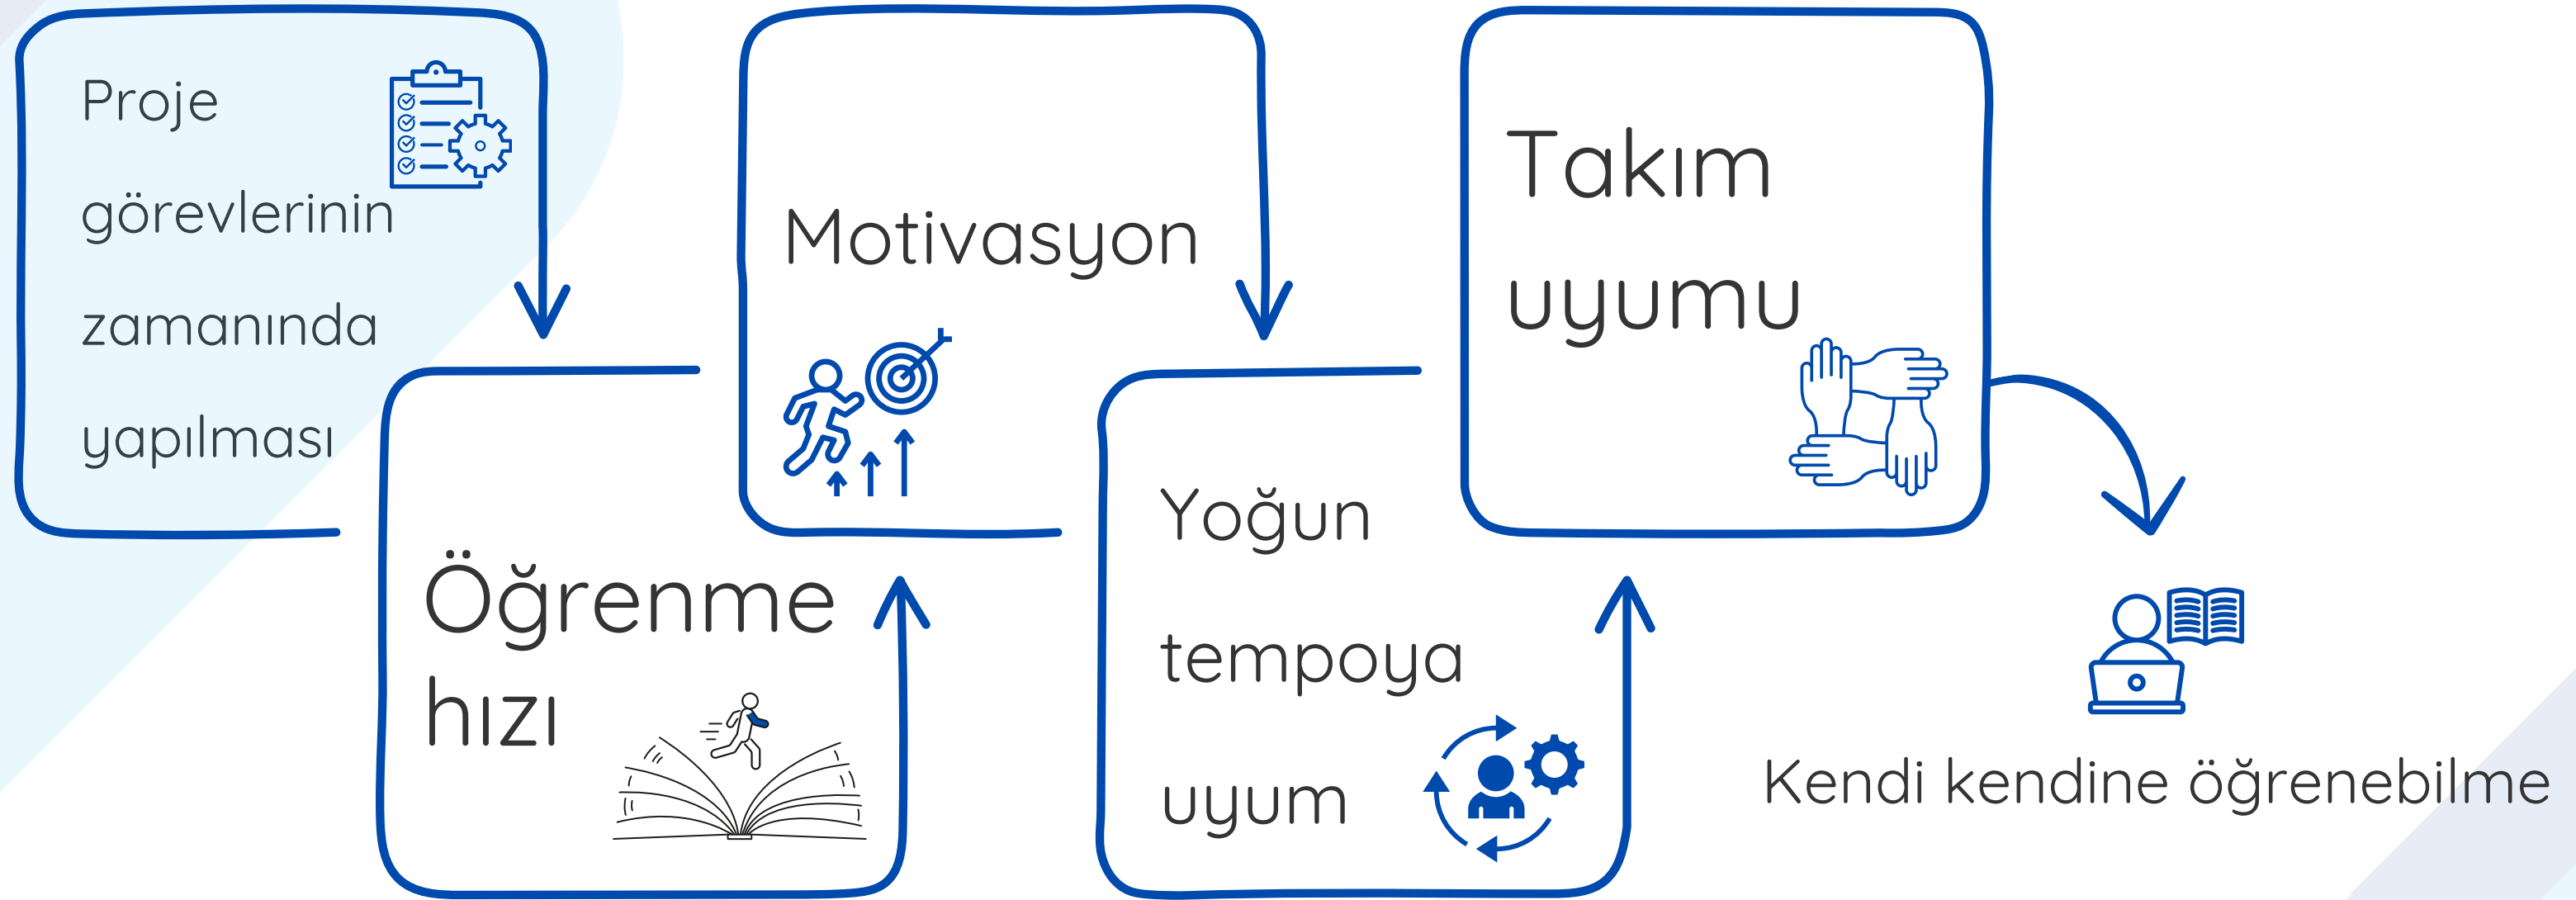 Proje
görevlerinin
zamanında
yapılması
Öğrenme
hızı
Motivasyon
Yoğun
tempoya
uyum
Takım
uyumu
Kendi kendine öğrenebilme